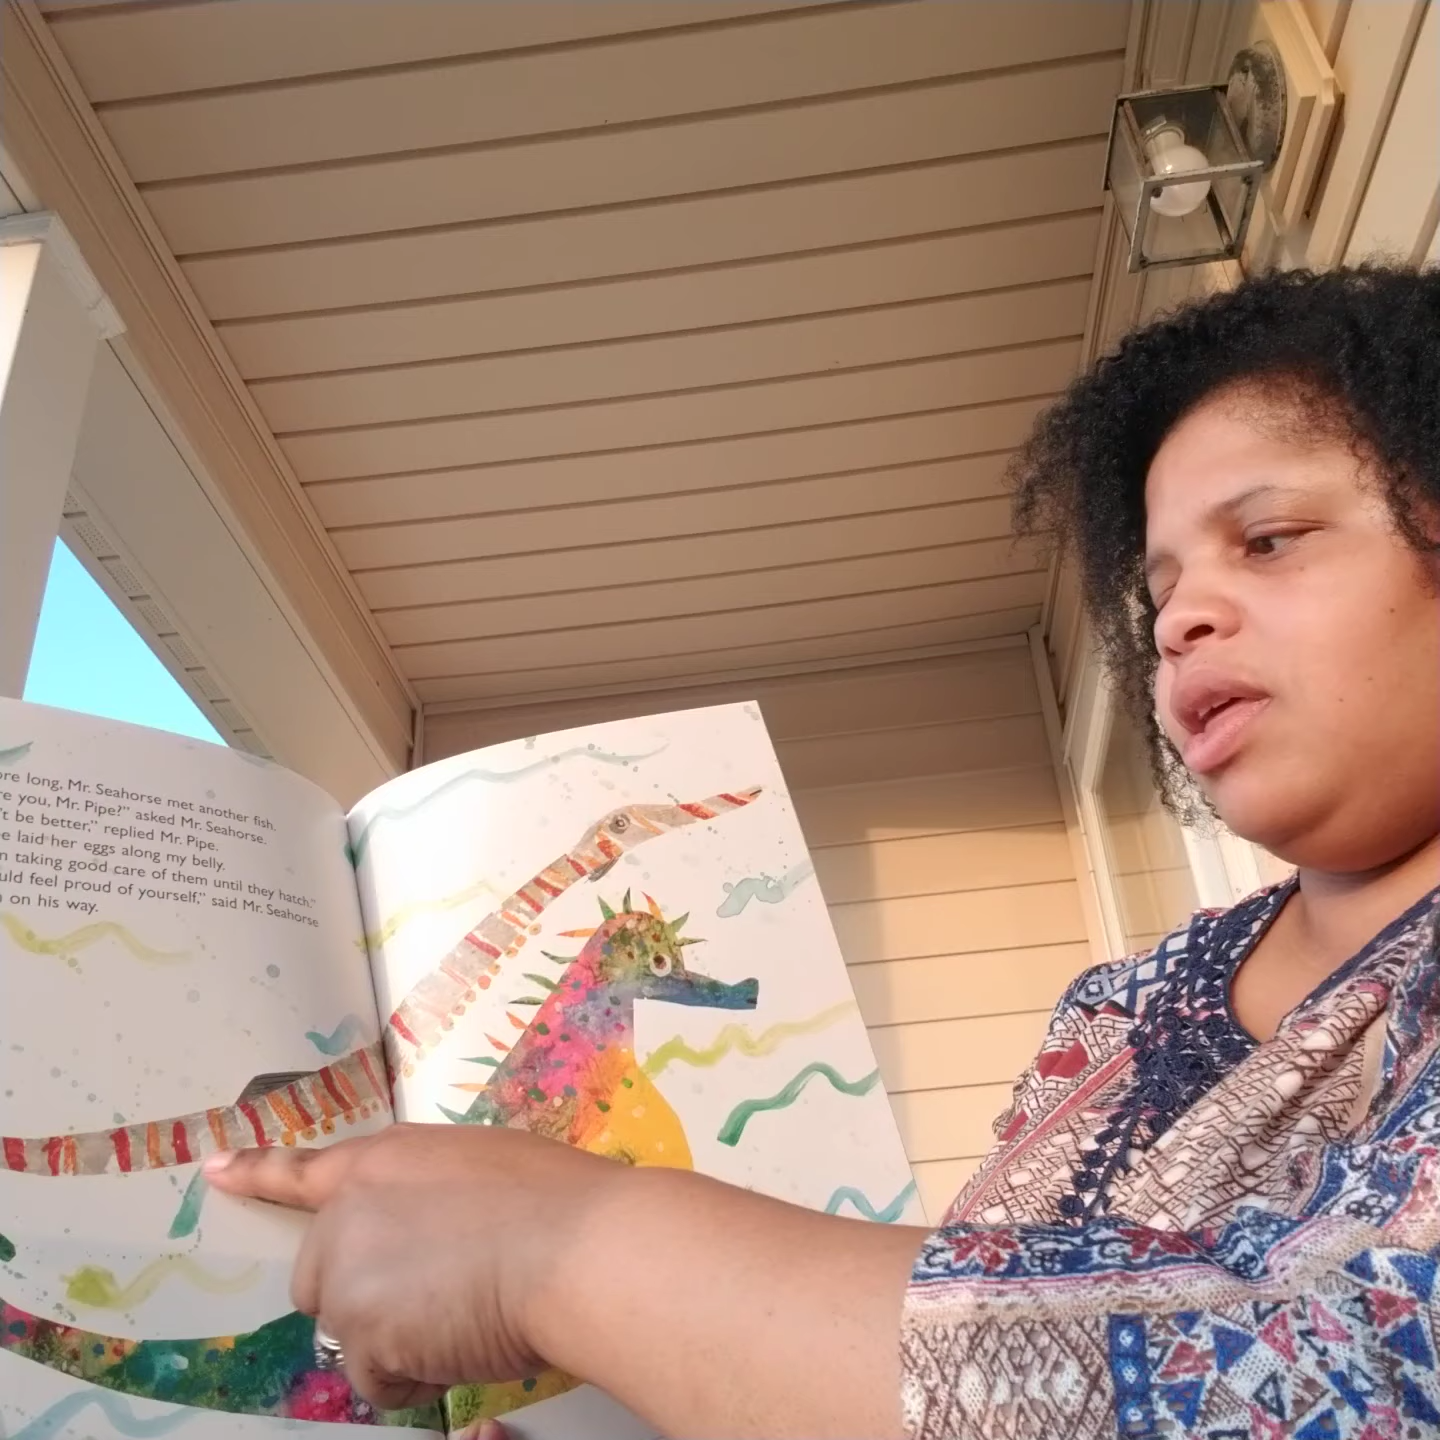 ore long, Mr. Seahorse met another fish.
re you, Mr. Pipe?" asked Mr. Seahorse.
't be better," replied Mr. Pipe.
e laid her eggs along my belly.
n taking good care of them until they hatch."
uld feel proud of yourself," said Mr. Seahorse
on his way.